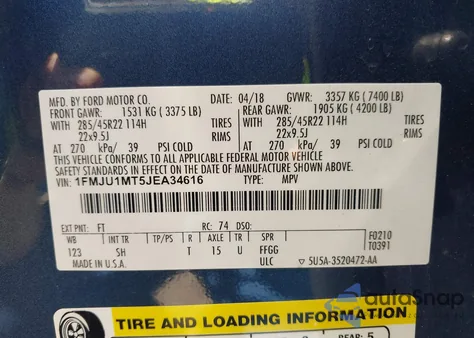 MFD. BY FORD MOTOR CO. DATE: 04/18 GVWR: 3357 KG (7400 LB)
FRONT GAWR: 1531 KG (3375 LB) REAR GAWR: 1905 KG (4200 LB)
WITH 285/45R22 114H TIRES WITH 285/45R22 114H TIRES
22x9.5J RIMS 22x9.5J RIMS
AT 270 kPa/ 39 PSI COLD AT 270 kPa/ 39 PSI COLD
THIS VEHICLE CONFORMS TO ALL APPLICABLE FEDERAL MOTOR VEHICLE
SAFETY STANDARDS IN EFFECT ON THE DATE OF MANUFACTURE SHOWN ABOVE.
VIN: 1FMJU1MT5JEA34616 TYPE: MPV
EXT PNT: FT RC: 74 DSO: F0210
WB INT TR TP/PS R AXLE TR SPR T0391
123 SH T 15 U FFGG
MADE IN U.S.A. ULC ▽ 5U5A-3520472-AA
autoSnap
TIRE AND LOADING INFORMATION
REAR: 5